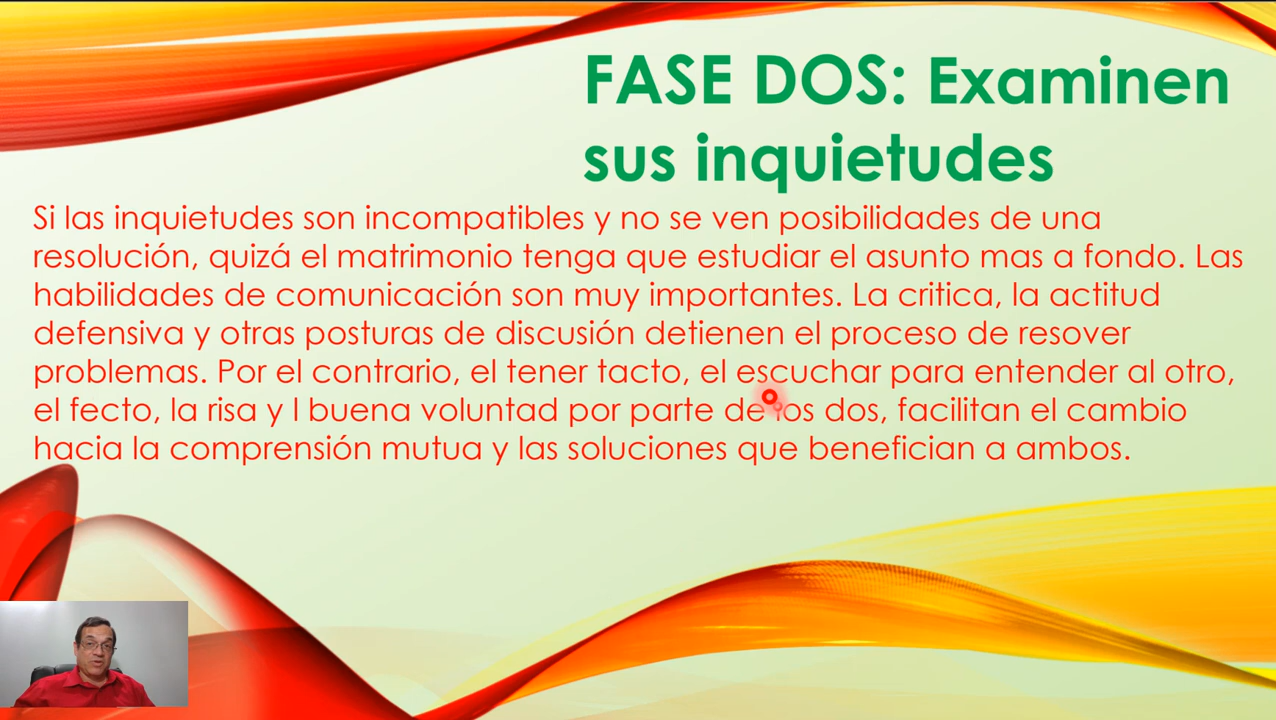 FASE DOS: Examinen
sus inquietudes
Si las inquietudes son incompatibles y no se ven posibilidades de una
resolución, quizá el matrimonio tenga que estudiar el asunto mas a fondo. Las
habilidades de comunicación son muy importantes. La critica, la actitud
defensiva y otras posturas de discusión detienen el proceso de resover
problemas. Por el contrario, el tener tacto, el escuchar para entender al otro,
el fecto, la risa y l buena voluntad por parte de los dos, facilitan el cambio
hacia la comprensión mutua y las soluciones que benefician a ambos.